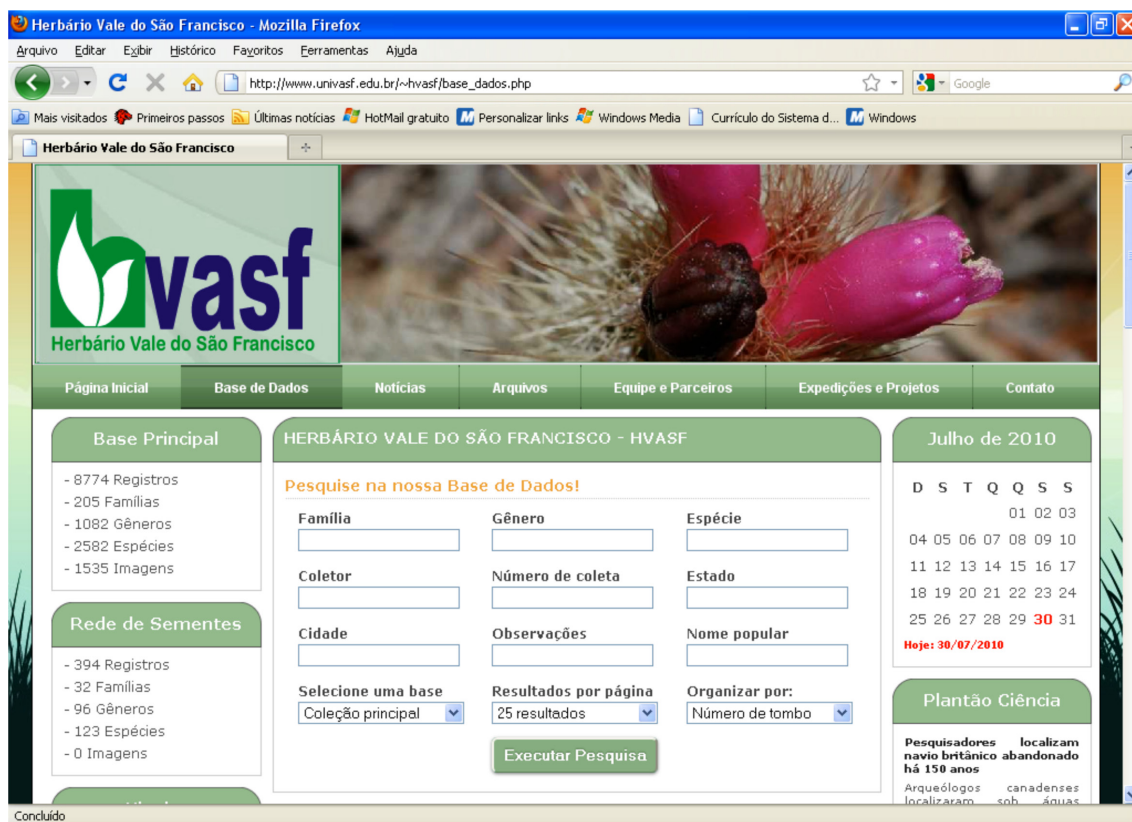 Herbário Vale do São Francisco - Mozilla Firefox
Arquivo Editar Exibir Histórico Favoritos Ferramentas Ajuda
http://www.univasf.edu.br/~hvasf/base_dados.php
Google
Mais visitados Primeiros passos Últimas notícias HotMail gratuito Personalizar links Windows Media Currículo do Sistema d... Windows
Herbário Vale do São Francisco
hvasf
Herbário Vale do São Francisco
Página Inicial Base de Dados Notícias Arquivos Equipe e Parceiros Expedições e Projetos Contato
Base Principal
- 8774 Registros
- 205 Famílias
- 1082 Gêneros
- 2582 Espécies
- 1535 Imagens
Rede de Sementes
- 394 Registros
- 32 Famílias
- 96 Gêneros
- 123 Espécies
- 0 Imagens
HERBÁRIO VALE DO SÃO FRANCISCO - HVASF
Pesquise na nossa Base de Dados!
Família Gênero Espécie
Coletor Número de coleta Estado
Cidade Observações Nome popular
Selecione uma base Resultados por página Organizar por:
Coleção principal 25 resultados Número de tombo
Executar Pesquisa
Julho de 2010
D S T Q Q S S
01 02 03
04 05 06 07 08 09 10
11 12 13 14 15 16 17
18 19 20 21 22 23 24
25 26 27 28 29 30 31
Hoje: 30/07/2010
Plantão Ciência
Pesquisadores localizam
navio britânico abandonado
há 150 anos
Arqueólogos canadenses
localizaram sob águas
Concluído